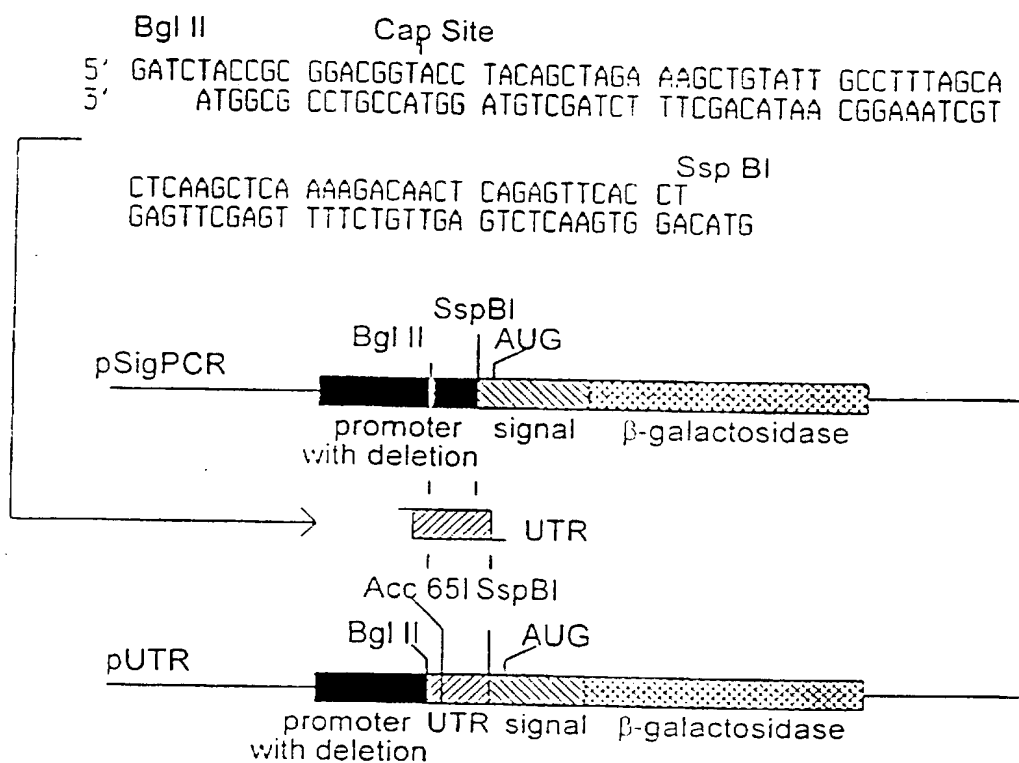 Bgl II Cap Site
5' GATCTACCGC GGACGGTACC TACAGCTAGA AAGCTGTATT GCCTTTAGCA
3' ATGGCG CCTGCCATGG ATGTCGATCT TTCGACATAA CGGAAATCGT
Ssp BI
CTCAAGCTCA AAAGACAACT CAGAGTTCAC CT
GAGTTCGAGT TTTCTGTTGA GTCTCAAGTG GACATG
SspBI
Bgl II AUG
pSigPCR
promoter signal β-galactosidase
with deletion
UTR
Acc 65I SspBI
Bgl II AUG
pUTR
promoter UTR signal β-galactosidase
with deletion